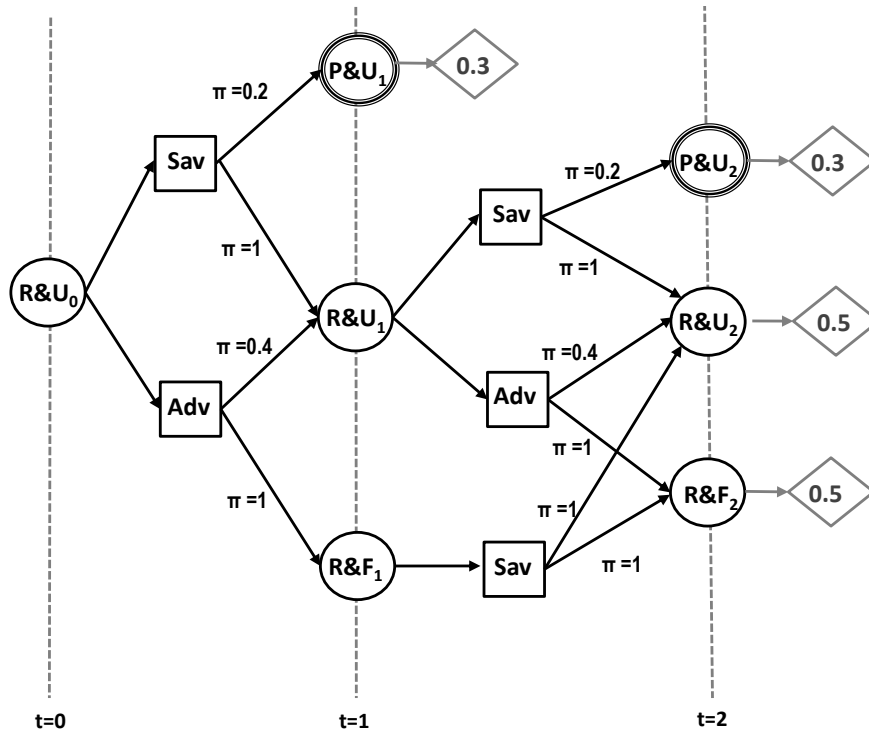 P&U₁
0.3
π =0.2
Sav
P&U₂
0.3
π =0.2
Sav
π =1
π =1
R&U₀
R&U₁
R&U₂
0.5
π=0.4
π=0.4
Adv
Adv
π =1
π =1
R&F₂
0.5
π =1
R&F₁
Sav
π =1
t=0
t=1
t=2